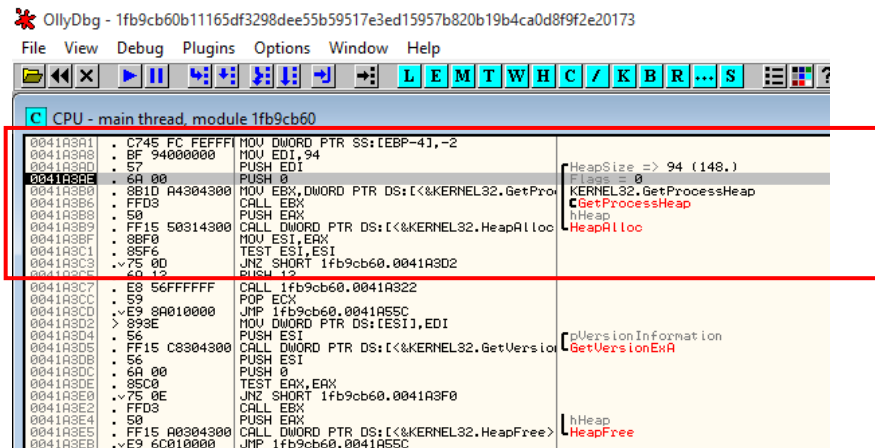 OllyDbg - 1fb9cb60b11165df3298dee55b59517e3ed15957b820b19b4ca0d8f9f2e20173
File View Debug Plugins Options Window Help
L E M T W H C / K B R ... S ?
C CPU - main thread, module 1fb9cb60
0041A3A1 . C745 FC FEFFFF MOV DWORD PTR SS:[EBP-4],-2
0041A3A8 . BF 94000000 MOV EDI,94
0041A3AD . 57 PUSH EDI HeapSize => 94 (148.)
0041A3AE . 6A 00 PUSH 0 Flags = 0
0041A3B0 . 8B1D A4304300 MOV EBX,DWORD PTR DS:[<&KERNEL32.GetPro KERNEL32.GetProcessHeap
0041A3B6 . FFD3 CALL EBX GetProcessHeap
0041A3B8 . 50 PUSH EAX hHeap
0041A3B9 . FF15 50314300 CALL DWORD PTR DS:[<&KERNEL32.HeapAlloc HeapAlloc
0041A3BF . 8BF0 MOV ESI,EAX
0041A3C1 . 85F6 TEST ESI,ESI
0041A3C3 .v75 0D JNZ SHORT 1fb9cb60.0041A3D2
0041A3C5 . 6A 12 PUSH 12
0041A3C7 . E8 56FFFFFF CALL 1fb9cb60.0041A322
0041A3CC . 59 POP ECX
0041A3CD .vE9 8A010000 JMP 1fb9cb60.0041A55C
0041A3D2 > 893E MOV DWORD PTR DS:[ESI],EDI
0041A3D4 . 56 PUSH ESI pVersionInformation
0041A3D5 . FF15 C8304300 CALL DWORD PTR DS:[<&KERNEL32.GetVersio GetVersionExA
0041A3DB . 56 PUSH ESI
0041A3DC . 6A 00 PUSH 0
0041A3DE . 85C0 TEST EAX,EAX
0041A3E0 .v75 0E JNZ SHORT 1fb9cb60.0041A3F0
0041A3E2 . FFD3 CALL EBX
0041A3E4 . 50 PUSH EAX hHeap
0041A3E5 . FF15 A0304300 CALL DWORD PTR DS:[<&KERNEL32.HeapFree> HeapFree
0041A3EB .vE9 6C010000 JMP 1fb9cb60.0041A55C